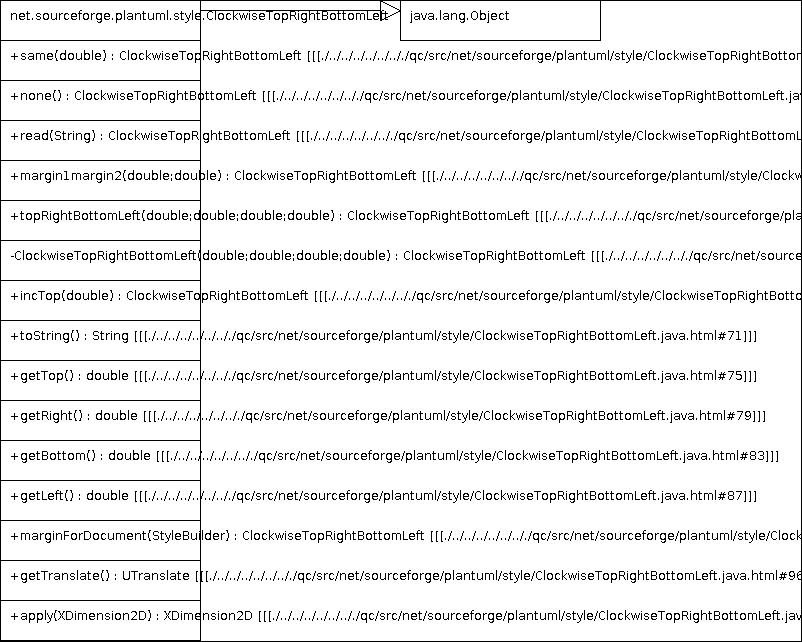 net.sourceforge.plantuml.style.ClockwiseTopRightBottomLeft
java.lang.Object
+same(double) : ClockwiseTopRightBottomLeft [[[./../../../../../../qc/src/net/sourceforge/plantuml/style/ClockwiseTopRightBottom
+none() : ClockwiseTopRightBottomLeft [[[./../../../../../../qc/src/net/sourceforge/plantuml/style/ClockwiseTopRightBottomLeft.jav
+read(String) : ClockwiseTopRightBottomLeft [[[./../../../../../../qc/src/net/sourceforge/plantuml/style/ClockwiseTopRightBottomL
+margin1margin2(double;double) : ClockwiseTopRightBottomLeft [[[./../../../../../../qc/src/net/sourceforge/plantuml/style/Clockw
+topRightBottomLeft(double;double;double;double) : ClockwiseTopRightBottomLeft [[[./../../../../../../qc/src/net/sourceforge/pla
-ClockwiseTopRightBottomLeft(double;double;double;double) : ClockwiseTopRightBottomLeft [[[./../../../../../../qc/src/net/source
+incTop(double) : ClockwiseTopRightBottomLeft [[[./../../../../../../qc/src/net/sourceforge/plantuml/style/ClockwiseTopRightBotto
+toString() : String [[[./../../../../../../qc/src/net/sourceforge/plantuml/style/ClockwiseTopRightBottomLeft.java.html#71]]]
+getTop() : double [[[./../../../../../../qc/src/net/sourceforge/plantuml/style/ClockwiseTopRightBottomLeft.java.html#75]]]
+getRight() : double [[[./../../../../../../qc/src/net/sourceforge/plantuml/style/ClockwiseTopRightBottomLeft.java.html#79]]]
+getBottom() : double [[[./../../../../../../qc/src/net/sourceforge/plantuml/style/ClockwiseTopRightBottomLeft.java.html#83]]]
+getLeft() : double [[[./../../../../../../qc/src/net/sourceforge/plantuml/style/ClockwiseTopRightBottomLeft.java.html#87]]]
+marginForDocument(StyleBuilder) : ClockwiseTopRightBottomLeft [[[./../../../../../../qc/src/net/sourceforge/plantuml/style/Clock
+getTranslate() : UTranslate [[[./../../../../../../qc/src/net/sourceforge/plantuml/style/ClockwiseTopRightBottomLeft.java.html#96
+apply(XDimension2D) : XDimension2D [[[./../../../../../../qc/src/net/sourceforge/plantuml/style/ClockwiseTopRightBottomLeft.jav